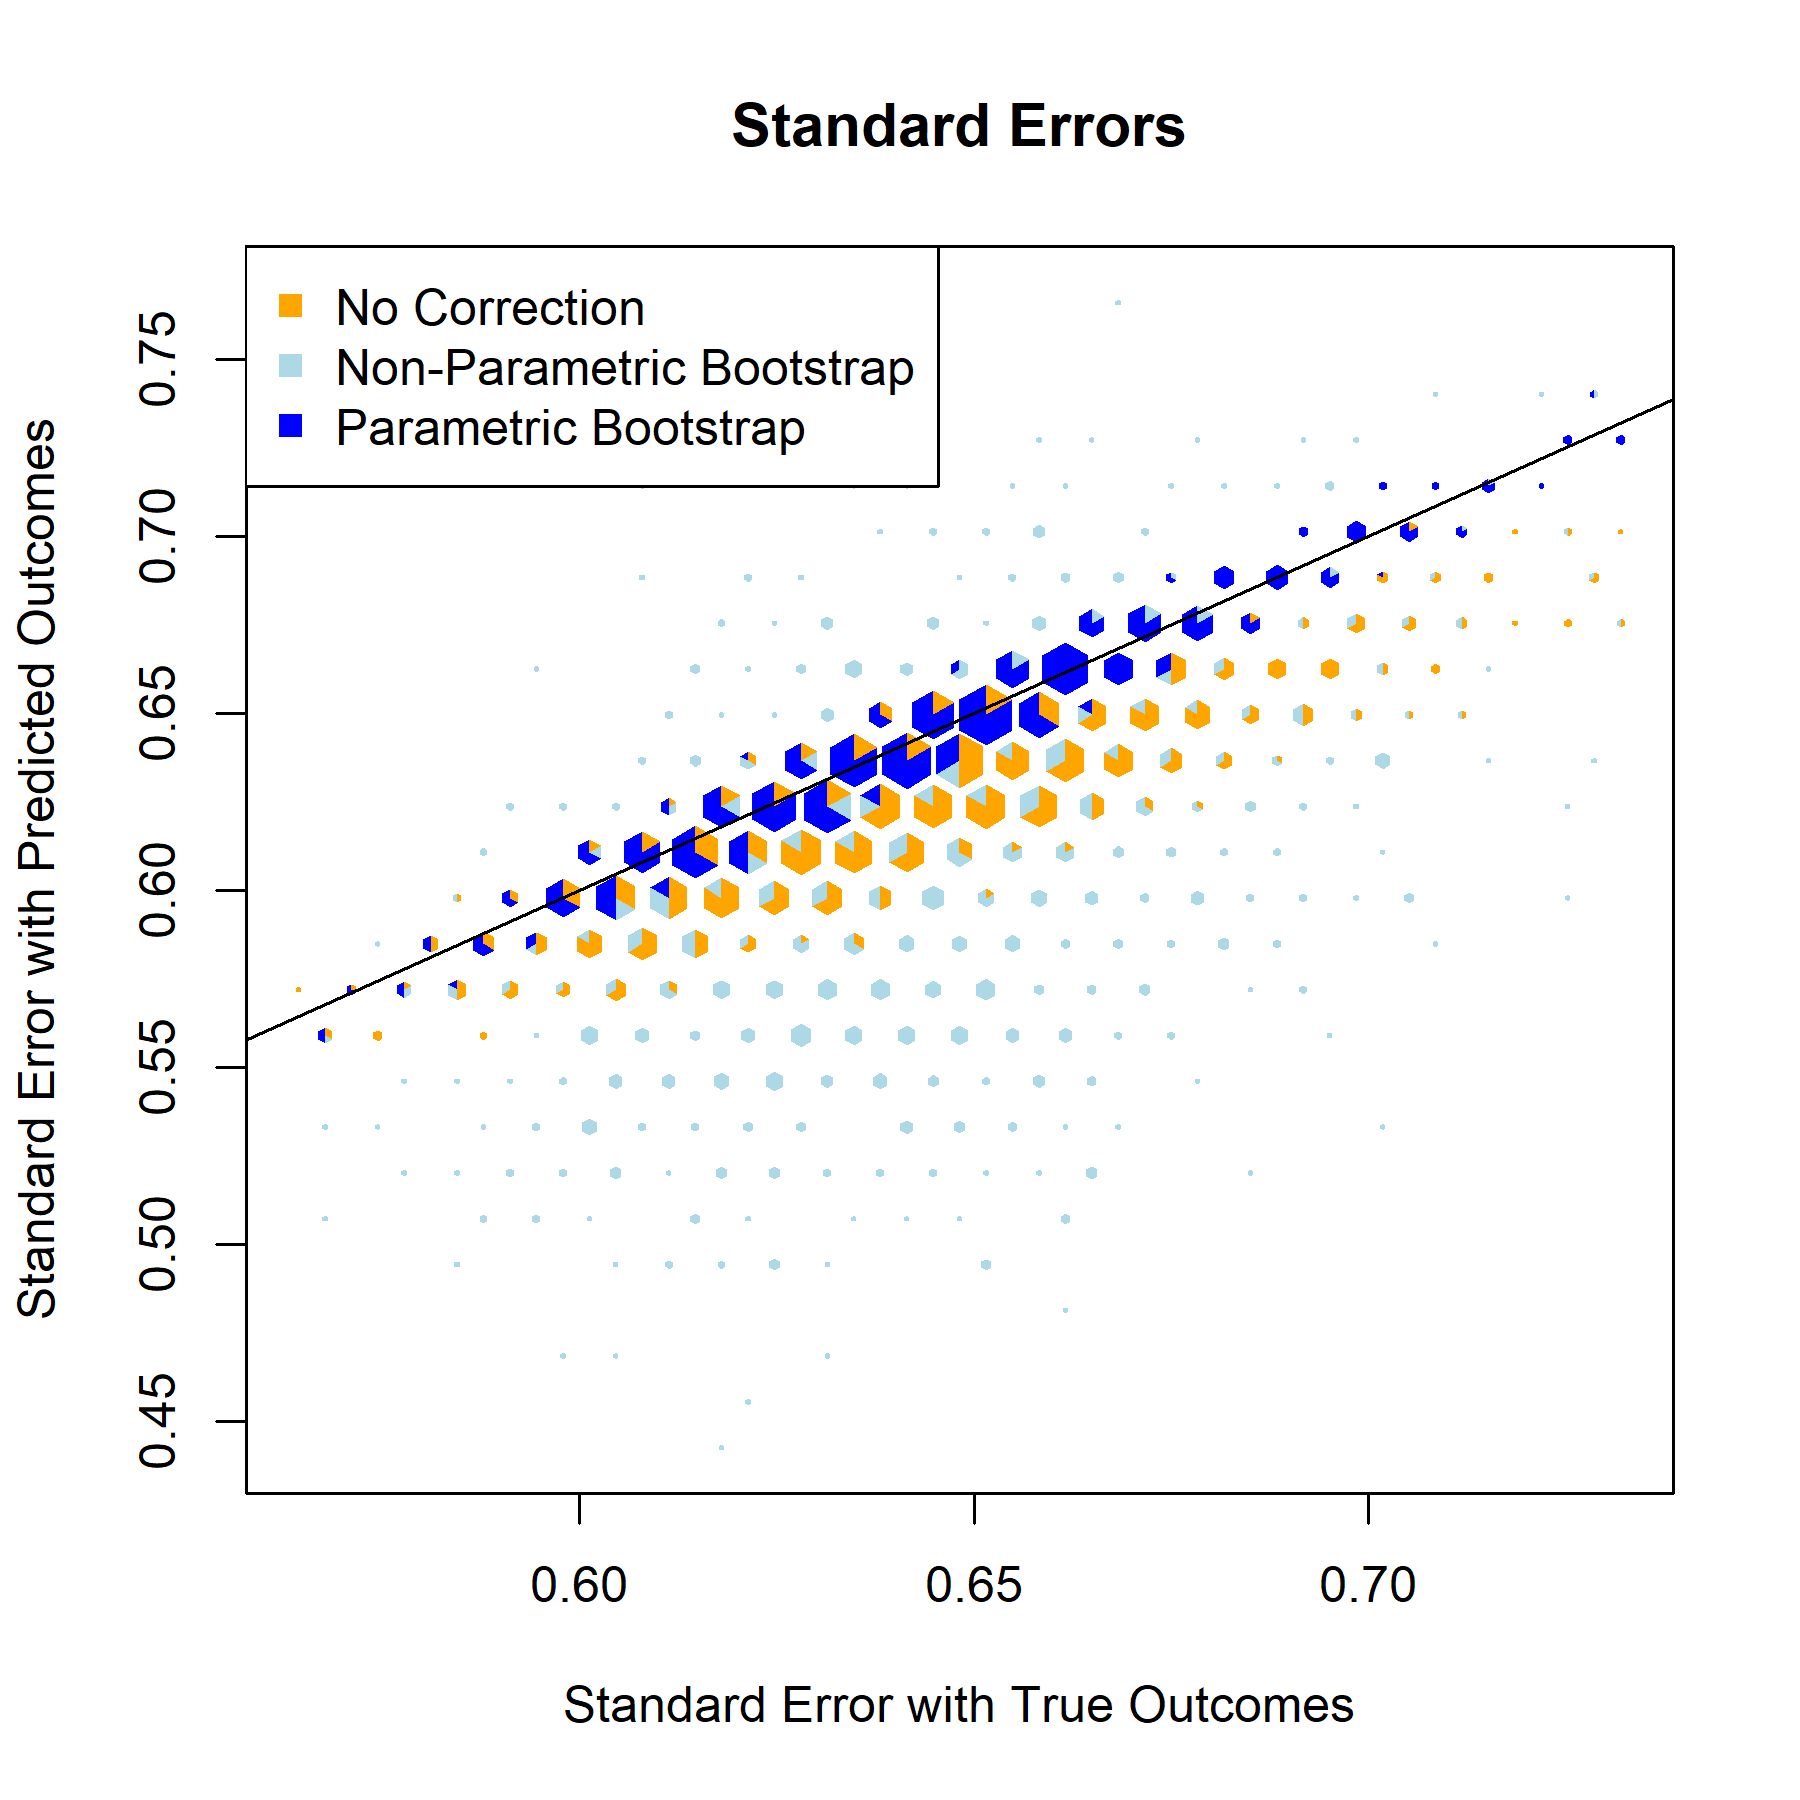 Standard Errors
No Correction
Non-Parametric Bootstrap
Parametric Bootstrap
Standard Error with Predicted Outcomes
0.75
0.70
0.65
0.60
0.55
0.50
0.45
0.60
0.65
0.70
Standard Error with True Outcomes